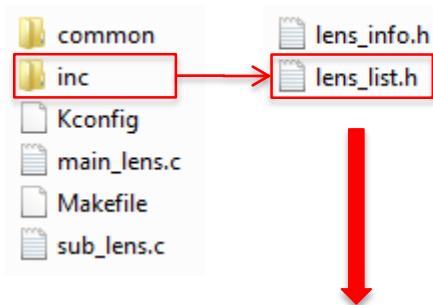 common
inc
Kconfig
main_lens.c
Makefile
sub_lens.c
lens_info.h
lens_list.h